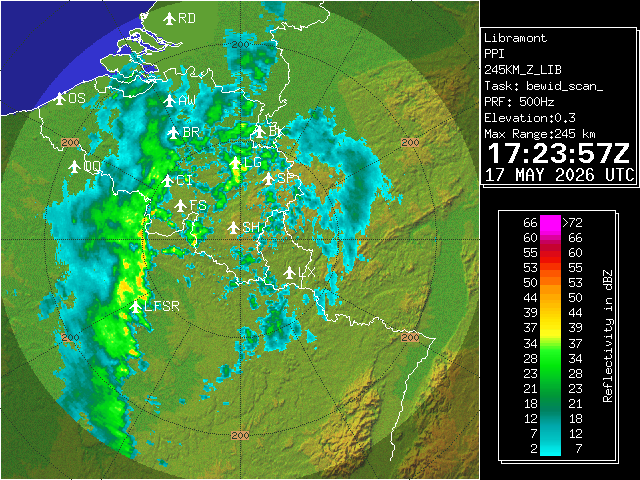 RD
200
OS
AW
BR
BK
200
200
OO
LG
CI
SP
FS
SH
LX
LFSR
200
200
200
Libramont
PPI
245KM_Z_LIB
Task: bewid_scan_
PRF: 500Hz
Elevation:0.3
Max Range:245 km
17:23:57Z
17 MAY 2026 UTC
66 >72
60 66
55 60
53 55
50 53
44 50
39 44
37 39
34 37
28 34
23 28
21 23
18 21
12 18
7 12
2 7
Reflectivity in dBZ